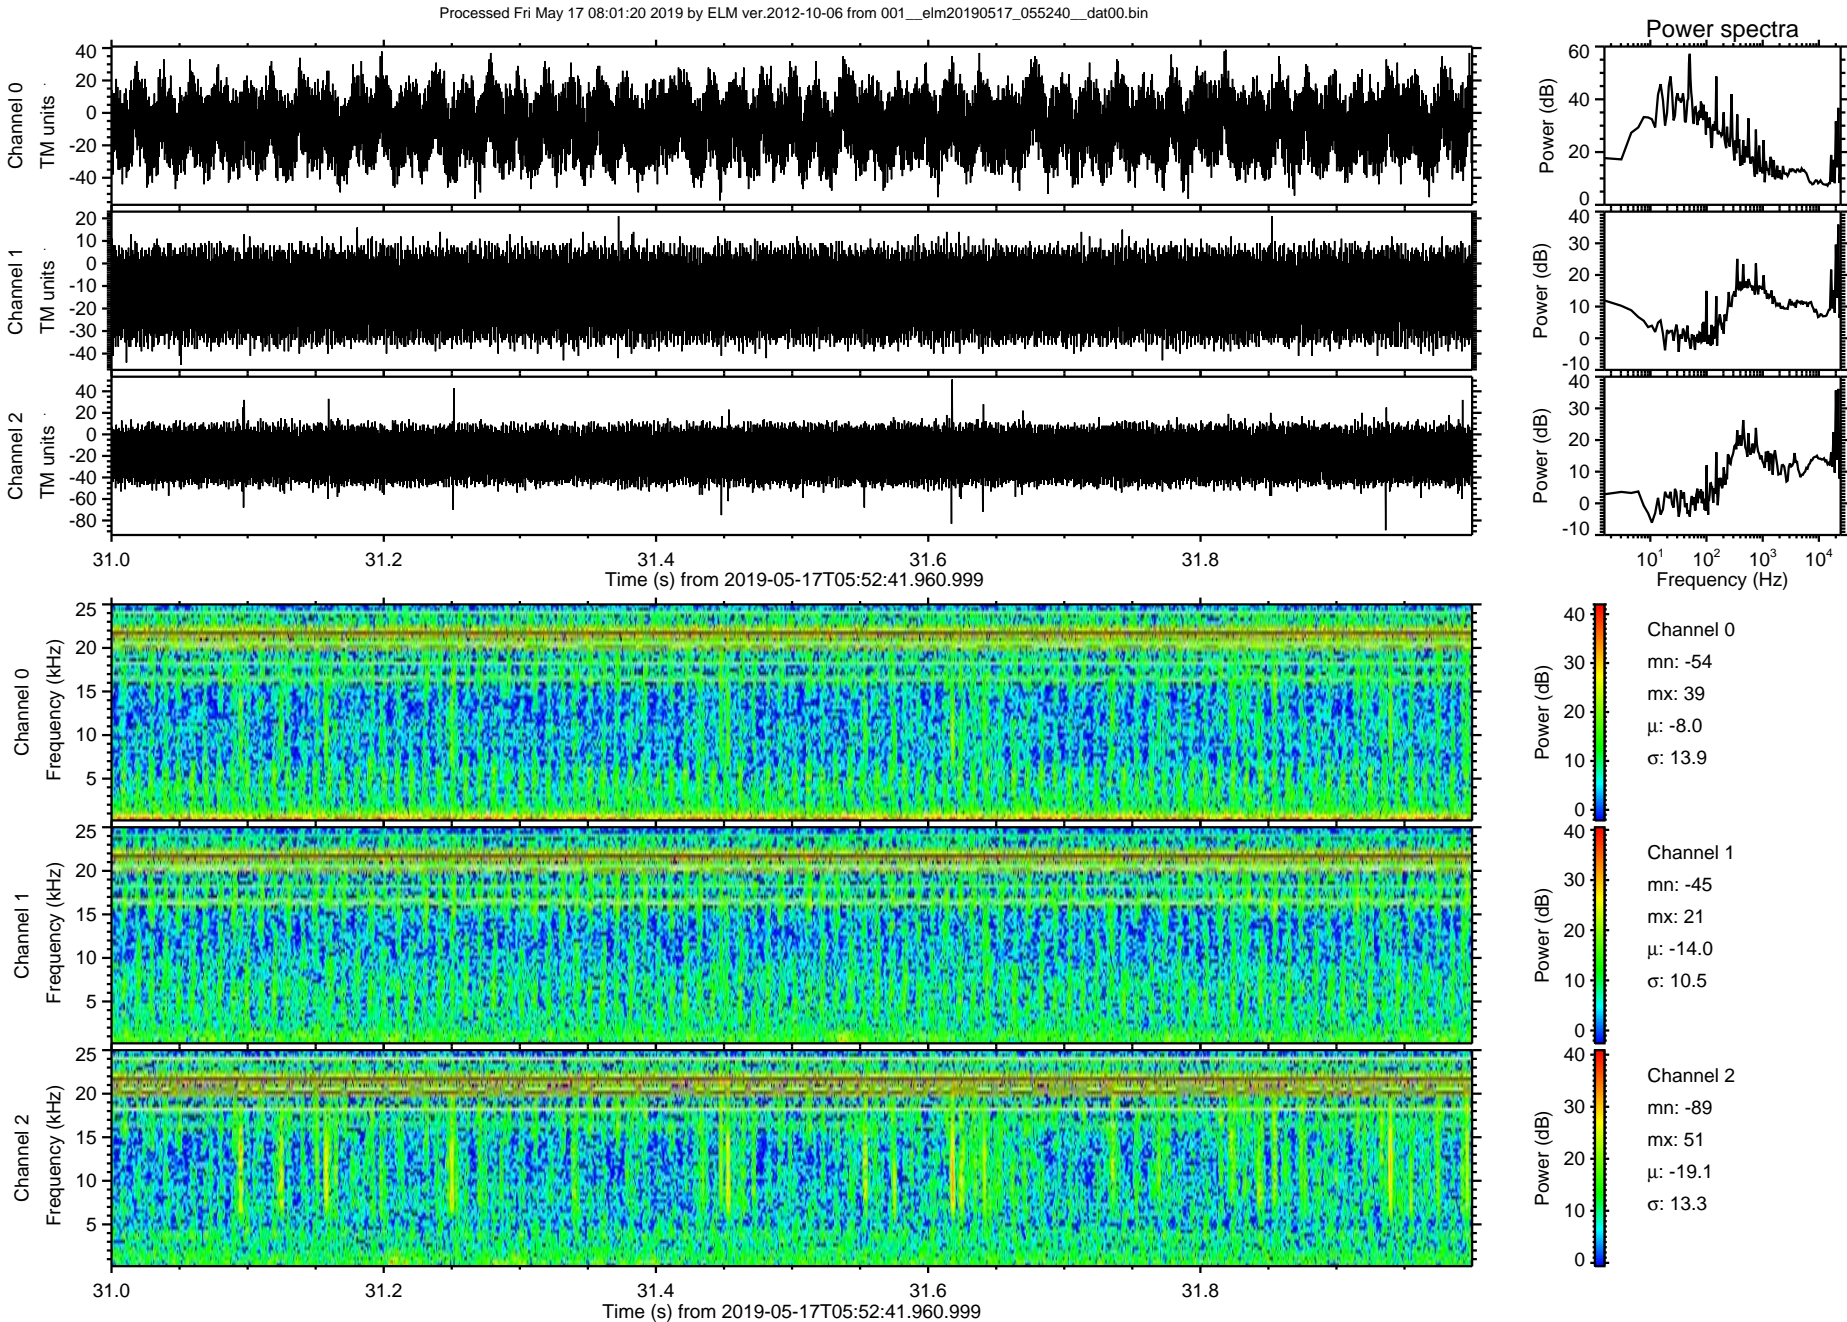 Processed Fri May 17 08:01:20 2019 by ELM ver.2012-10-06 from 001__elm20190517_055240__dat00.bin
Power spectra
Channel 0
TM units
40
20
0
-20
-40
Power (dB)
60
40
20
0
Channel 1
TM units
20
10
0
-10
-20
-30
-40
Power (dB)
40
30
20
10
0
-10
Channel 2
TM units
40
20
0
-20
-40
-60
-80
Power (dB)
40
30
20
10
0
-10
31.0 31.2 31.4 31.6 31.8
Time (s) from 2019-05-17T05:52:41.960.999
10¹ 10² 10³ 10⁴
Frequency (Hz)
Channel 0
Frequency (kHz)
25
20
15
10
5
Power (dB)
40
30
20
10
0
Channel 0
mn: -54
mx: 39
μ: -8.0
σ: 13.9
Channel 1
Frequency (kHz)
25
20
15
10
5
Power (dB)
40
30
20
10
0
Channel 1
mn: -45
mx: 21
μ: -14.0
σ: 10.5
Channel 2
Frequency (kHz)
25
20
15
10
5
Power (dB)
40
30
20
10
0
Channel 2
mn: -89
mx: 51
μ: -19.1
σ: 13.3
31.0 31.2 31.4 31.6 31.8
Time (s) from 2019-05-17T05:52:41.960.999